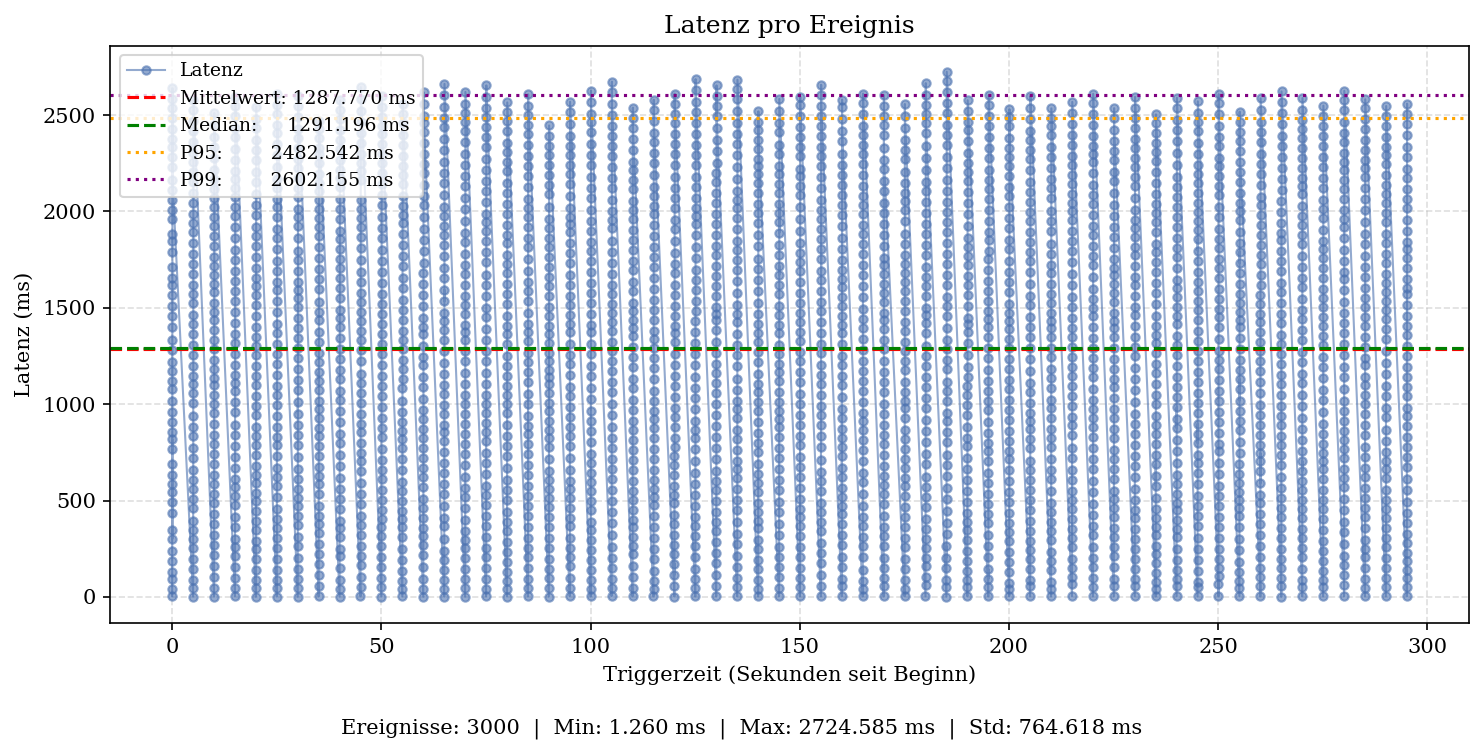 Latenz pro Ereignis
Latenz
Mittelwert: 1287.770 ms
Median: 1291.196 ms
P95: 2482.542 ms
P99: 2602.155 ms
Latenz (ms)
2500
2000
1500
1000
500
0
0 50 100 150 200 250 300
Triggerzeit (Sekunden seit Beginn)
Ereignisse: 3000 | Min: 1.260 ms | Max: 2724.585 ms | Std: 764.618 ms